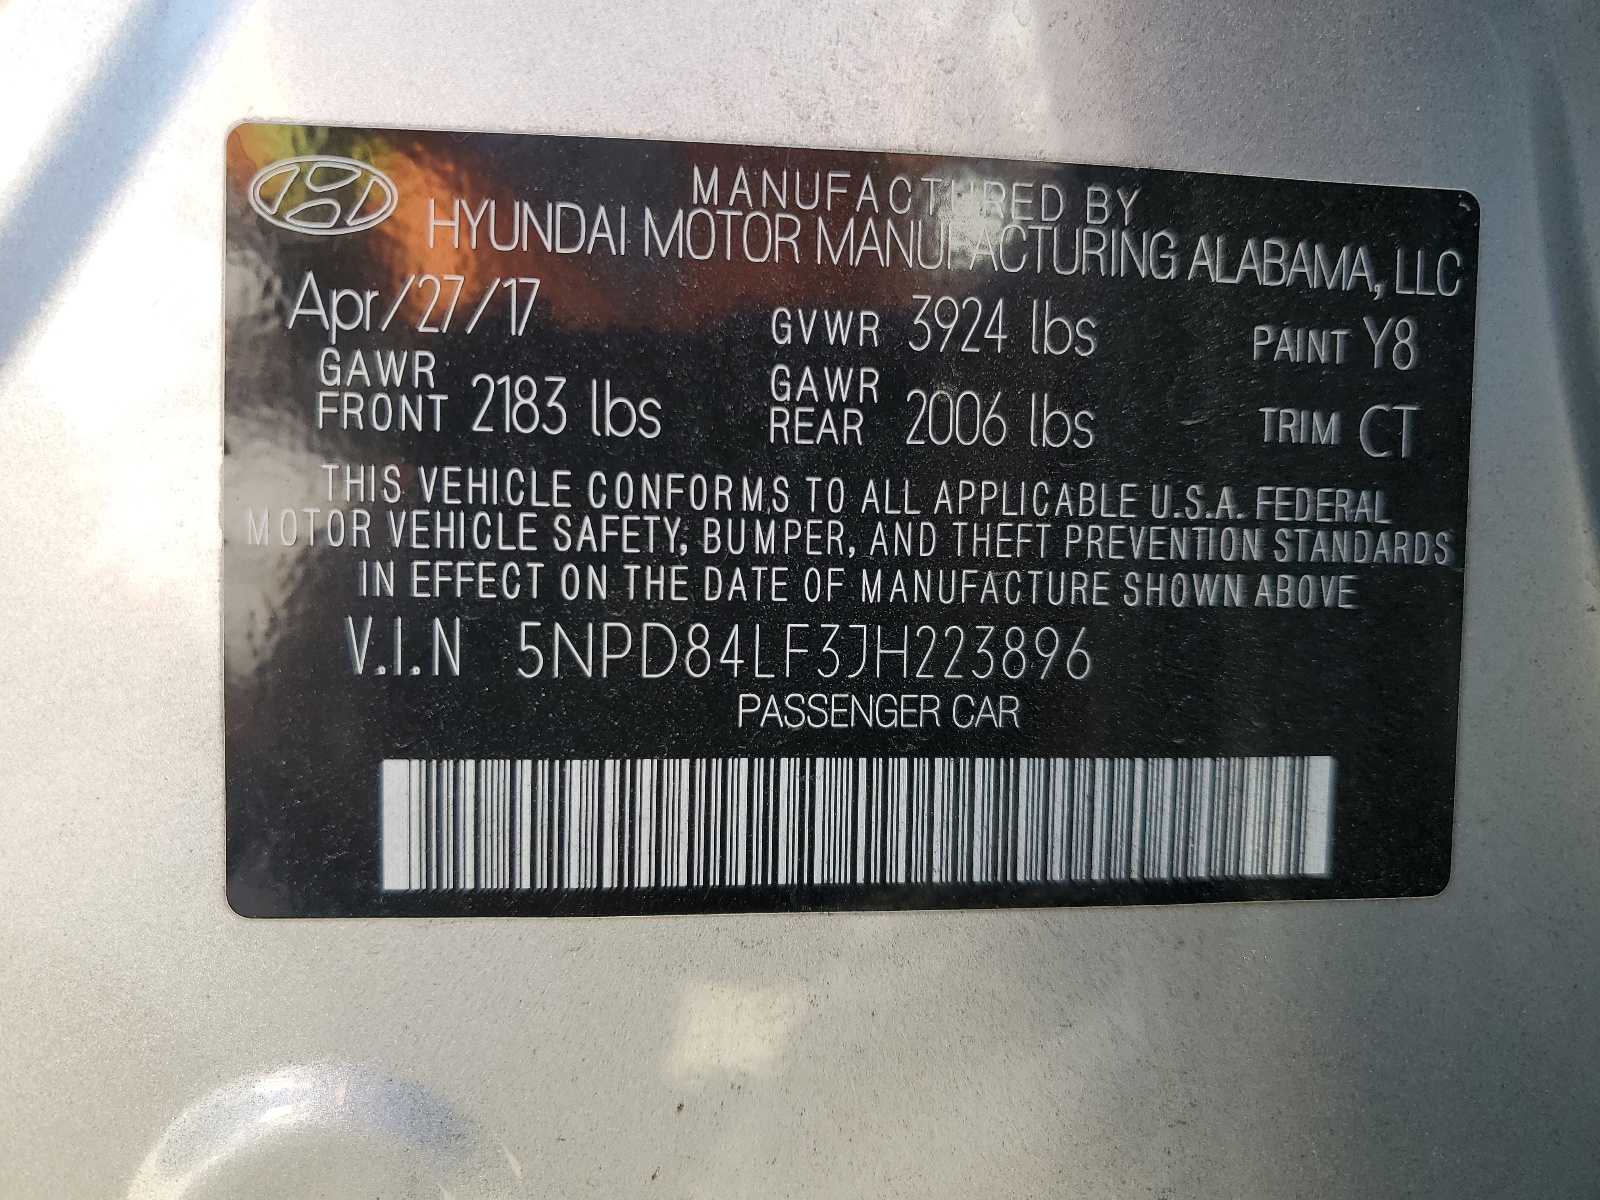 MANUFACTURED BY
HYUNDAI MOTOR MANUFACTURING ALABAMA, LLC
Apr/27/17 GVWR 3924 lbs PAINT Y8
GAWR FRONT 2183 lbs GAWR REAR 2006 lbs TRIM CT
THIS VEHICLE CONFORMS TO ALL APPLICABLE U.S.A. FEDERAL
MOTOR VEHICLE SAFETY, BUMPER, AND THEFT PREVENTION STANDARDS
IN EFFECT ON THE DATE OF MANUFACTURE SHOWN ABOVE
V.I.N 5NPD84LF3JH223896
PASSENGER CAR